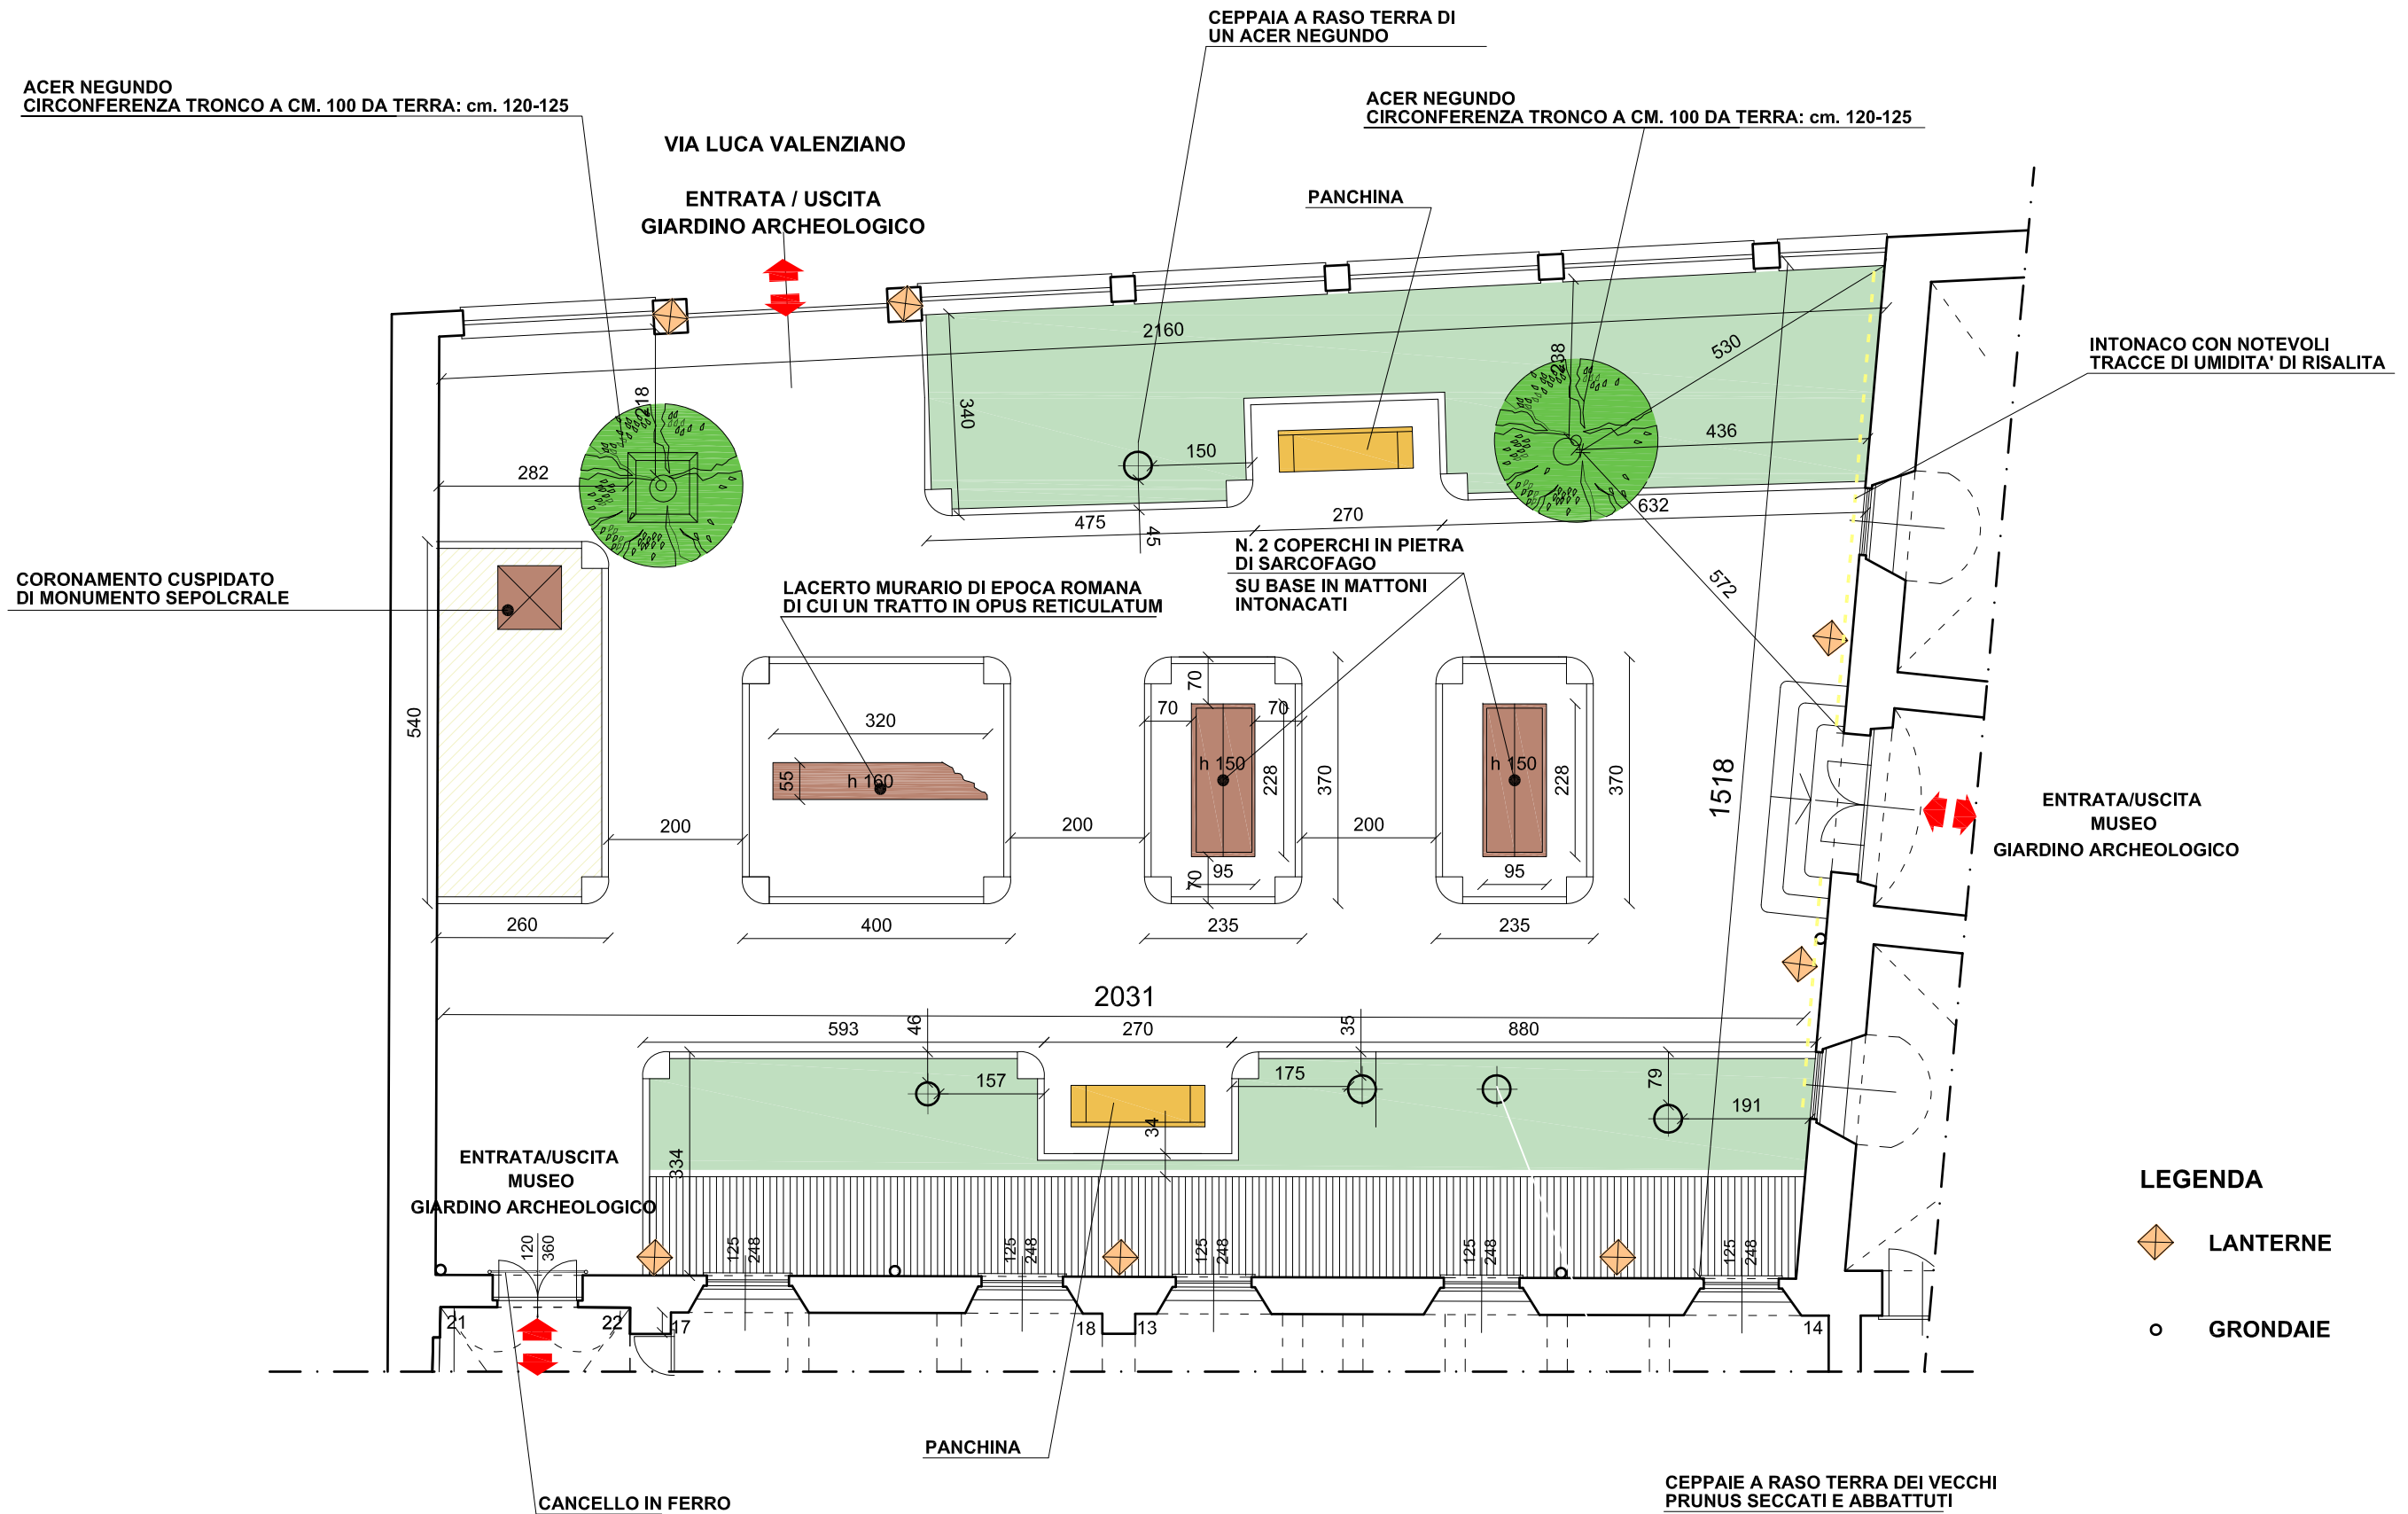 CEPPAIA A RASO TERRA DI
UN ACER NEGUNDO
ACER NEGUNDO
CIRCONFERENZA TRONCO A CM. 100 DA TERRA: cm. 120-125
ACER NEGUNDO
CIRCONFERENZA TRONCO A CM. 100 DA TERRA: cm. 120-125
VIA LUCA VALENZIANO
ENTRATA / USCITA
GIARDINO ARCHEOLOGICO
PANCHINA
INTONACO CON NOTEVOLI
TRACCE DI UMIDITA' DI RISALITA
2160
530
238
218
340
436
150
282
632
475
270
45
N. 2 COPERCHI IN PIETRA
DI SARCOFAGO
SU BASE IN MATTONI
INTONACATI
572
CORONAMENTO CUSPIDATO
DI MONUMENTO SEPOLCRALE
LACERTO MURARIO DI EPOCA ROMANA
DI CUI UN TRATTO IN OPUS RETICULATUM
540
320
55
h 160
70
70
70
h 150
228
370
h 150
228
370
1518
200
200
200
95
70
95
260
400
235
235
ENTRATA/USCITA
MUSEO
GIARDINO ARCHEOLOGICO
2031
593
46
270
35
880
157
175
79
191
34
334
ENTRATA/USCITA
MUSEO
GIARDINO ARCHEOLOGICO
120
360
125
248
125
248
125
248
125
248
125
248
21
22
17
18
13
14
LEGENDA
LANTERNE
GRONDAIE
PANCHINA
CANCELLO IN FERRO
CEPPAIE A RASO TERRA DEI VECCHI
PRUNUS SECCATI E ABBATTUTI